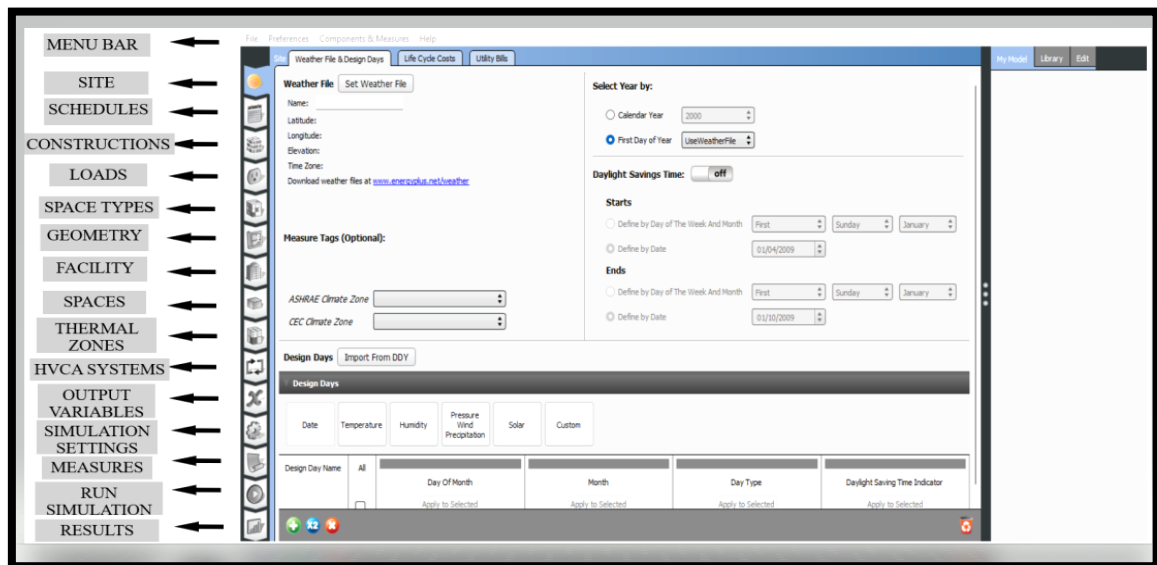 MENU BAR
SITE
SCHEDULES
CONSTRUCTIONS
LOADS
SPACE TYPES
GEOMETRY
FACILITY
SPACES
THERMAL
ZONES
HVCA SYSTEMS
OUTPUT
VARIABLES
SIMULATION
SETTINGS
MEASURES
RUN
SIMULATION
RESULTS
File Preferences Components & Measures Help
Site Weather File & Design Days Life Cycle Costs Utility Bills
Weather File Set Weather File
Name:
Latitude:
Longitude:
Elevation:
Time Zone:
Download weather files at www.energyplus.net/weather
Measure Tags (Optional):
ASHRAE Climate Zone
CEC Climate Zone
Select Year by:
Calendar Year 2000
First Day of Year UseWeatherFile
Daylight Savings Time: off
Starts
Define by Day of The Week And Month First Sunday January
Define by Date 01/04/2009
Ends
Define by Day of The Week And Month First Sunday January
Define by Date 01/10/2009
Design Days Import From DDY
Design Days
Date Temperature Humidity Pressure Wind Precipitation Solar Custom
Design Day Name All Day Of Month Month Day Type Daylight Saving Time Indicator
Apply to Selected Apply to Selected Apply to Selected Apply to Selected
x2
My Model Library Edit